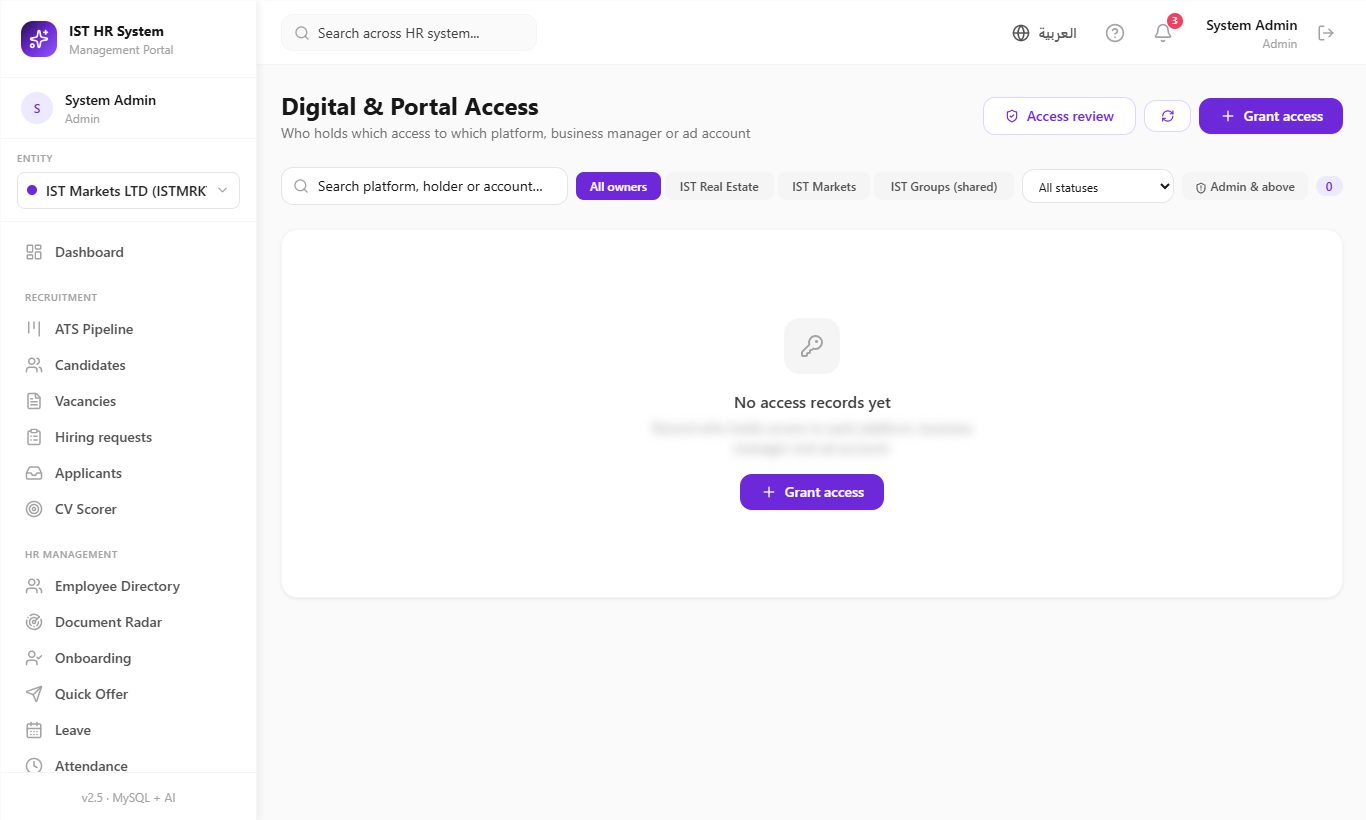 IST HR System
Management Portal
S
System Admin
Admin
ENTITY
IST Markets LTD (ISTMRK
Dashboard
RECRUITMENT
ATS Pipeline
Candidates
Vacancies
Hiring requests
Applicants
CV Scorer
HR MANAGEMENT
Employee Directory
Document Radar
Onboarding
Quick Offer
Leave
Attendance
v2.5 · MySQL + AI
Search across HR system...
العربية
3
System Admin
Admin
Digital & Portal Access
Who holds which access to which platform, business manager or ad account
Access review
Grant access
Search platform, holder or account...
All owners
IST Real Estate
IST Markets
IST Groups (shared)
All statuses
Admin & above
0
No access records yet
Grant access